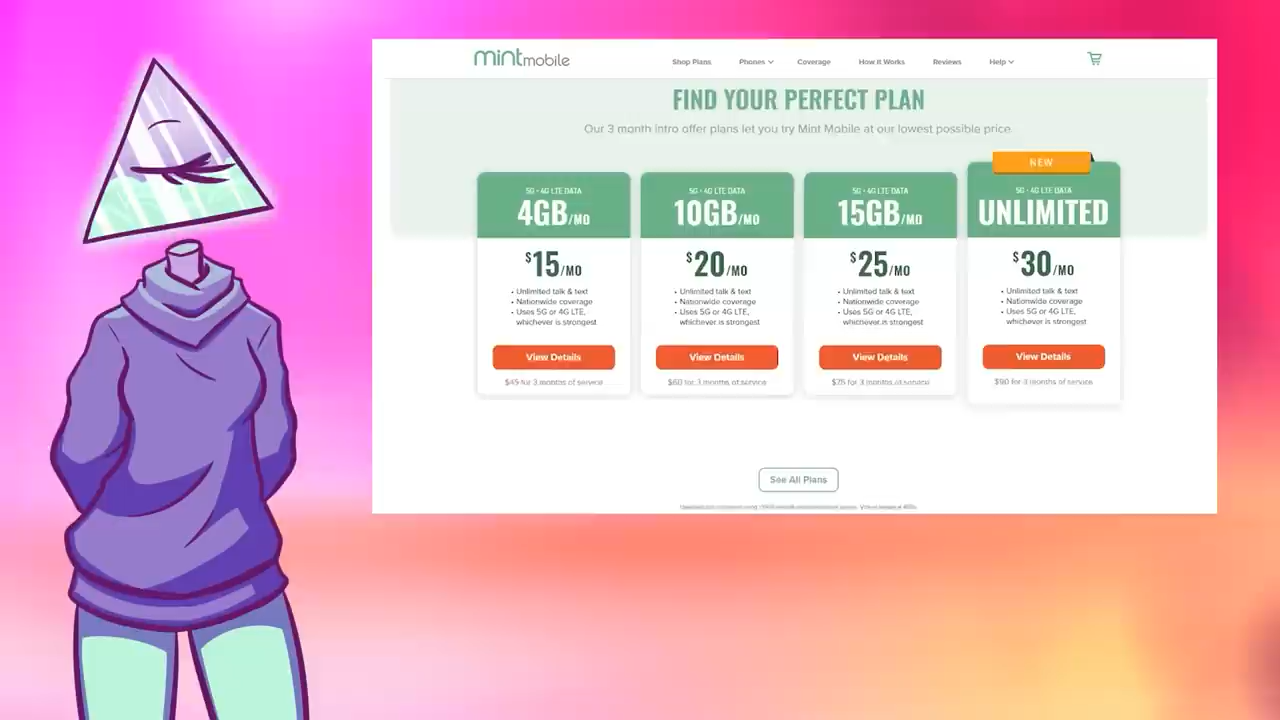 mintmobile
Shop Plans Phones Coverage How It Works Reviews Help
FIND YOUR PERFECT PLAN
Our 3 month intro offer plans let you try Mint Mobile at our lowest possible price.
5G • 4G LTE DATA
4GB/MO
$15/MO
• Unlimited talk & text
• Nationwide coverage
• Uses 5G or 4G LTE,
whichever is strongest
View Details
$45 for 3 months of service
5G • 4G LTE DATA
10GB/MO
$20/MO
• Unlimited talk & text
• Nationwide coverage
• Uses 5G or 4G LTE,
whichever is strongest
View Details
$60 for 3 months of service
5G • 4G LTE DATA
15GB/MO
$25/MO
• Unlimited talk & text
• Nationwide coverage
• Uses 5G or 4G LTE,
whichever is strongest
View Details
$75 for 3 months of service
NEW
5G • 4G LTE DATA
UNLIMITED
$30/MO
• Unlimited talk & text
• Nationwide coverage
• Uses 5G or 4G LTE,
whichever is strongest
View Details
$90 for 3 months of service
See All Plans